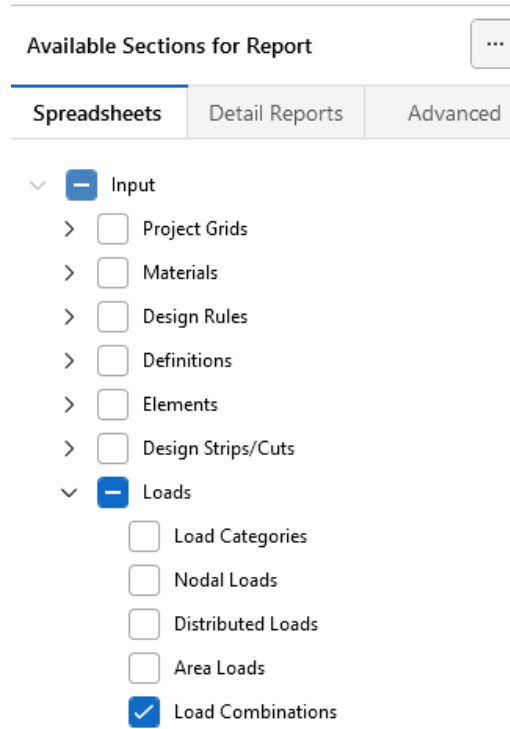 Available Sections for Report
...
Spreadsheets Detail Reports Advanced
Input
Project Grids
Materials
Design Rules
Definitions
Elements
Design Strips/Cuts
Loads
Load Categories
Nodal Loads
Distributed Loads
Area Loads
Load Combinations